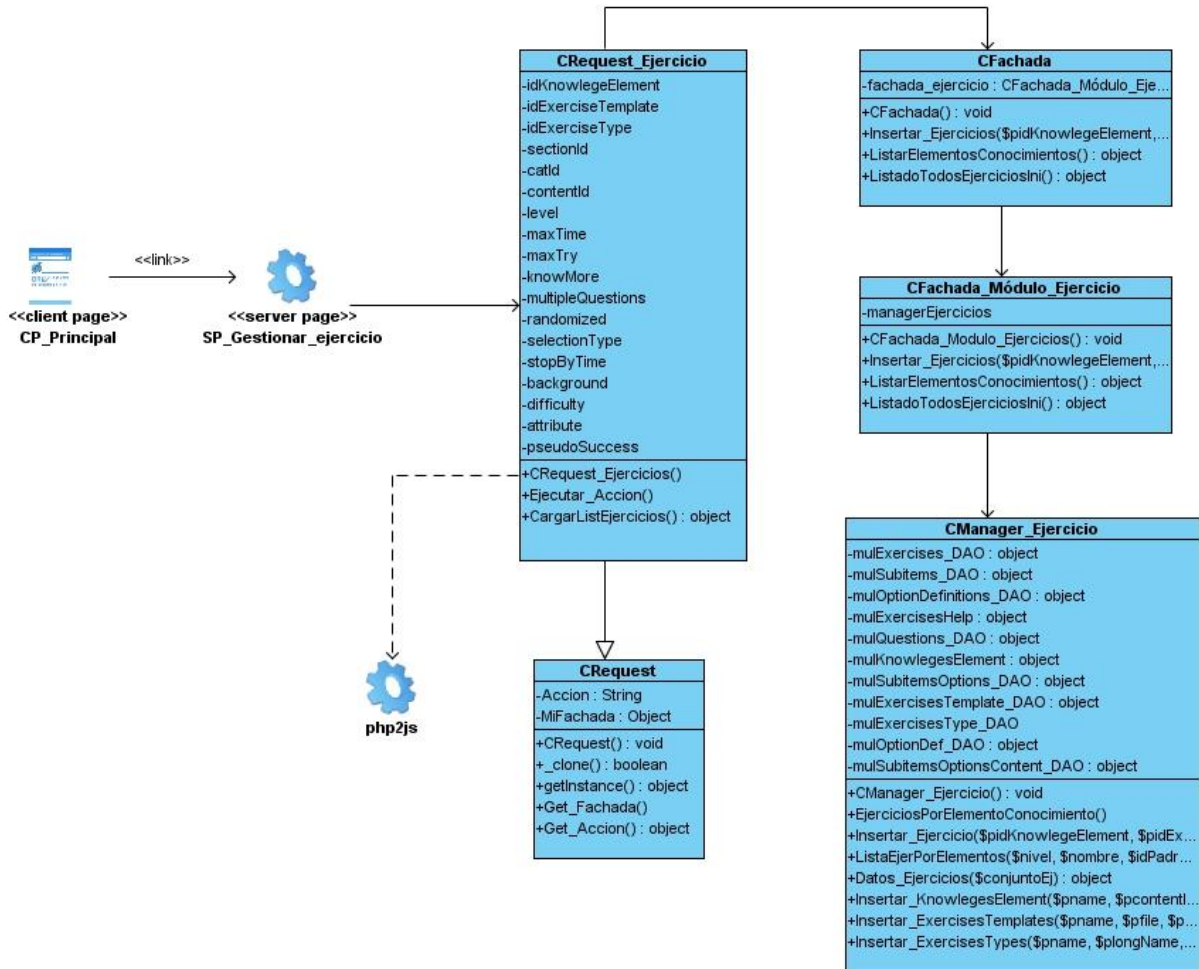 <<client page>>
CP_Principal
<<link>>
<<server page>>
SP_Gestionar_ejercicio
CRequest_Ejercicio
-idKnowlegeElement
-idExerciseTemplate
-idExerciseType
-sectionId
-catId
-contentId
-level
-maxTime
-maxTry
-knowMore
-multipleQuestions
-randomized
-selectionType
-stopByTime
-background
-difficulty
-attribute
-pseudoSuccess
+CRequest_Ejercicios()
+Ejecutar_Accion()
+CargarListEjercicios() : object
php2js
CRequest
-Accion : String
-MiFachada : Object
+CRequest() : void
+_clone() : boolean
+getInstance() : object
+Get_Fachada()
+Get_Accion() : object
CFachada
-fachada_ejercicio : CFachada_Módulo_Eje...
+CFachada() : void
+Insertar_Ejercicios($pidKnowlegeElement,...
+ListarElementosConocimientos() : object
+ListadoTodosEjerciciosIni() : object
CFachada_Módulo_Ejercicio
-managerEjercicios
+CFachada_Modulo_Ejercicios() : void
+Insertar_Ejercicios($pidKnowlegeElement,...
+ListarElementosConocimientos() : object
+ListadoTodosEjerciciosIni() : object
CManager_Ejercicio
-mulExercises_DAO : object
-mulSubitems_DAO : object
-mulOptionDefinitions_DAO : object
-mulExercisesHelp : object
-mulQuestions_DAO : object
-mulKnowlegesElement : object
-mulSubitemsOptions_DAO : object
-mulExercisesTemplate_DAO : object
-mulExercisesType_DAO
-mulOptionDef_DAO : object
-mulSubitemsOptionsContent_DAO : object
+CManager_Ejercicio() : void
+EjerciciosPorElementoConocimiento()
+Insertar_Ejercicio($pidKnowlegeElement, $pidEx...
+ListaEjerPorElementos($nivel, $nombre, $idPadr...
+Datos_Ejercicios($conjuntoEj) : object
+Insertar_KnowlegesElement($pname, $pcontentI...
+Insertar_ExercisesTemplates($pname, $pfile, $p...
+Insertar_ExercisesTypes($pname, $plongName,...